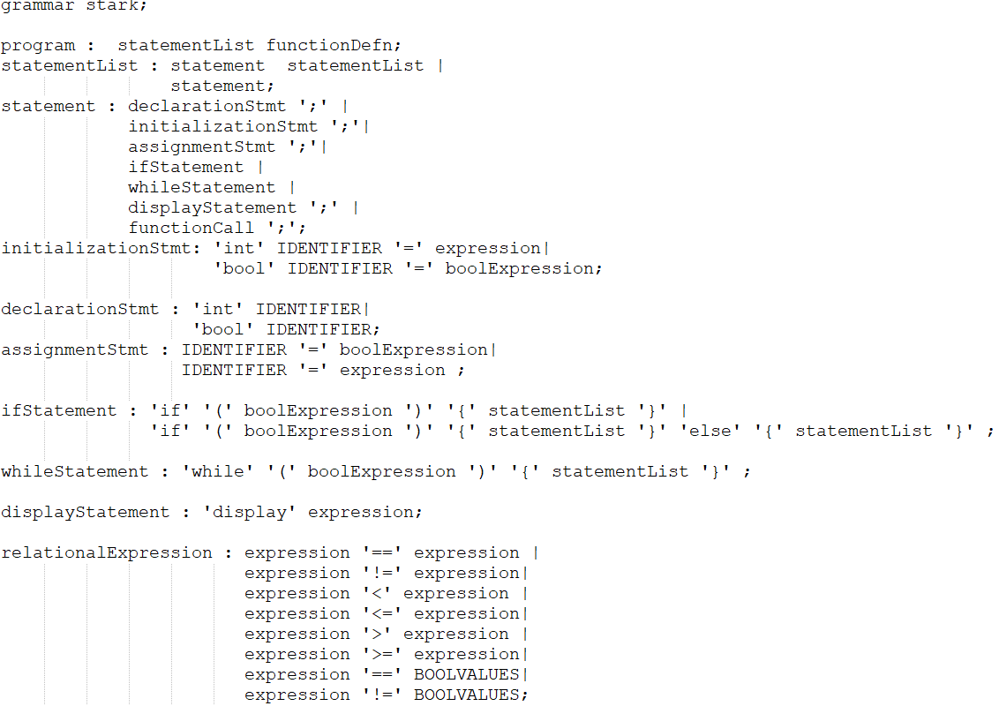 grammar stark;
program :  statementList functionDefn;
statementList : statement  statementList |
statement;
statement : declarationStmt ';' |
initializationStmt ';'|
assignmentStmt ';'|
ifStatement |
whileStatement |
displayStatement ';' |
functionCall ';';
initializationStmt: 'int' IDENTIFIER '=' expression|
'bool' IDENTIFIER '=' boolExpression;
declarationStmt : 'int' IDENTIFIER|
'bool' IDENTIFIER;
assignmentStmt : IDENTIFIER '=' boolExpression|
IDENTIFIER '=' expression ;
ifStatement : 'if' '(' boolExpression ')' '{' statementList '}' |
'if' '(' boolExpression ')' '{' statementList '}' 'else' '{' statementList '}' ;
whileStatement : 'while' '(' boolExpression ')' '{' statementList '}' ;
displayStatement : 'display' expression;
relationalExpression : expression '==' expression |
expression '!=' expression|
expression '<' expression |
expression '<=' expression|
expression '>' expression |
expression '>=' expression|
expression '==' BOOLVALUES|
expression '!=' BOOLVALUES;